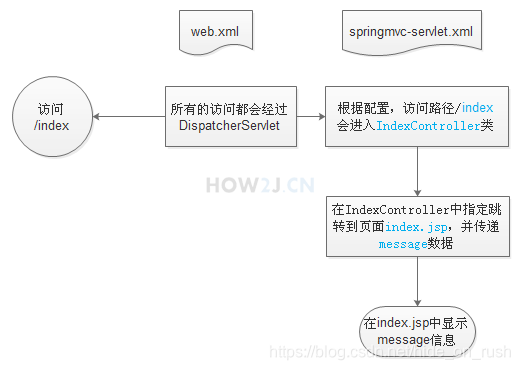 web.xml
springmvc-servlet.xml
访问
/index
所有的访问都会经过
DispatcherServlet
根据配置，访问路径/index
会进入IndexController类
HOW2J.CN
在IndexController中指定跳
转到页面index.jsp，并传递
message数据
在index.jsp中显示
message信息
https://blog.csdn.net/hide_on_rush